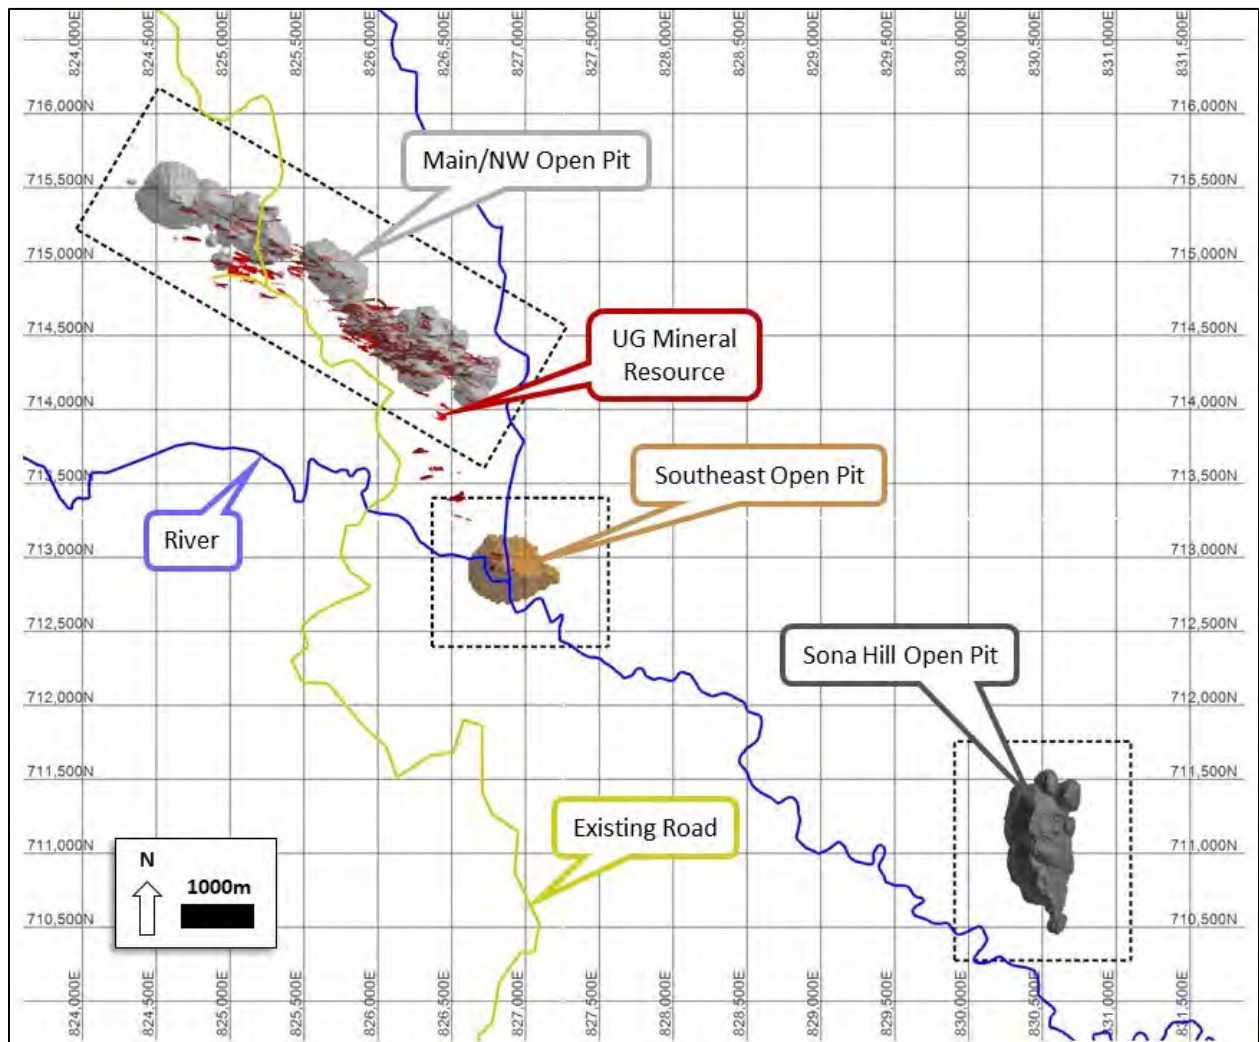 824,000E
824,500E
825,000E
825,500E
826,000E
826,500E
827,000E
827,500E
828,000E
828,500E
829,000E
829,500E
830,000E
830,500E
831,000E
831,500E
716,000N
716,000N
Main/NW Open Pit
715,500N
715,500N
715,000N
715,000N
714,500N
714,500N
UG Mineral
Resource
714,000N
714,000N
713,500N
713,500N
Southeast Open Pit
River
713,000N
713,000N
712,500N
712,500N
Sona Hill Open Pit
712,000N
712,000N
711,500N
711,500N
Existing Road
711,000N
711,000N
N
1000m
710,500N
710,500N
824,000E
824,500E
825,000E
825,500E
826,000E
826,500E
827,000E
827,500E
828,000E
828,500E
829,000E
829,500E
830,000E
830,500E
831,000E
831,500E